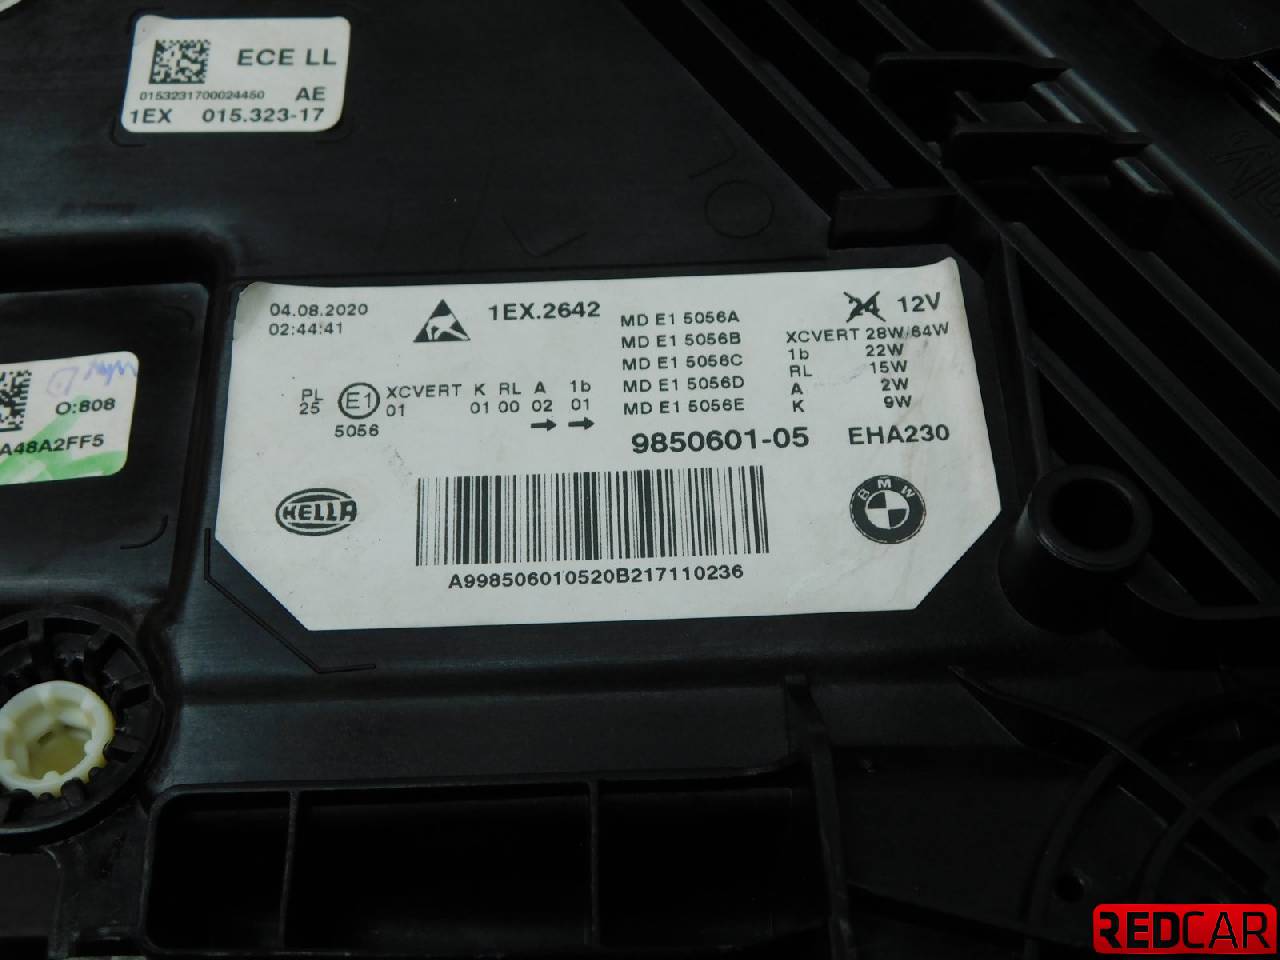 ECE LL
0153231700024450 AE
1EX 015.323-17
O:808
A48A2FF5
04.08.2020
02:44:41
1EX.2642
MD E1 5056A
MD E1 5056B
MD E1 5056C
MD E1 5056D
MD E1 5056E
24 12V
XCVERT 28W/64W
1b 22W
RL 15W
A 2W
K 9W
PL
25
E1
5056
XCVERT K RL A 1b
01 01 00 02 01
→ →
9850601-05 EHA230
HELLA
BMW
A998506010520B217110236
REDCAR